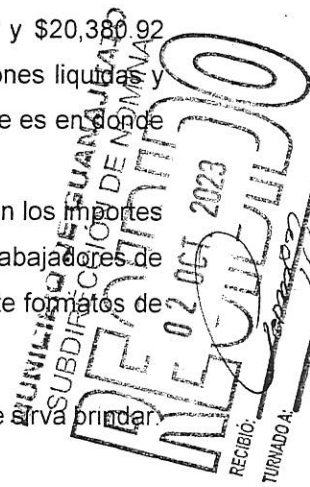 y $20,380.92
ones liquidas y
e es en donde
n los importes
abajadores de
te formatos de
e sirva brindar.
MUNICIPIO DE GUANAJUATO
SUBDIRECCIÓN DE NÓMINA
RECIBIDO
02 OCT 2023
RECIBIÓ:
TURNADO A: